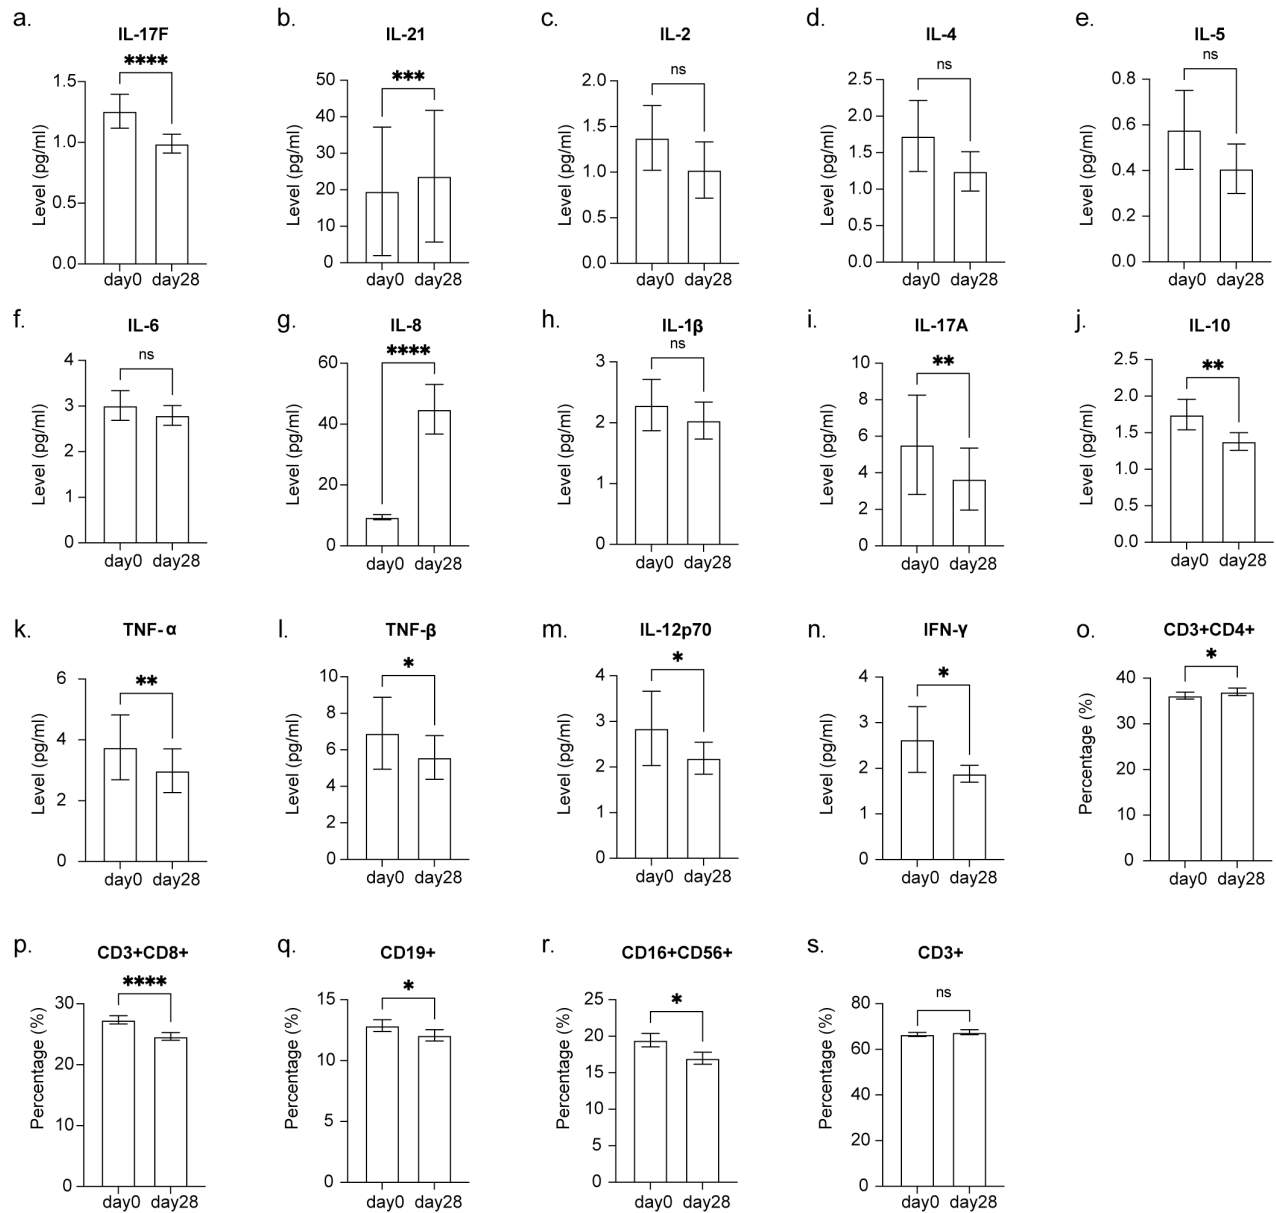 a.
IL-17F
****
Level (pg/ml)
1.5
1.0
0.5
0.0
day0 day28
b.
IL-21
***
Level (pg/ml)
50
40
30
20
10
0
day0 day28
c.
IL-2
ns
Level (pg/ml)
2.0
1.5
1.0
0.5
0.0
day0 day28
d.
IL-4
ns
Level (pg/ml)
2.5
2.0
1.5
1.0
0.5
0.0
day0 day28
e.
IL-5
ns
Level (pg/ml)
0.8
0.6
0.4
0.2
0.0
day0 day28
f.
IL-6
ns
Level (pg/ml)
4
3
2
1
0
day0 day28
g.
IL-8
****
Level (pg/ml)
60
40
20
0
day0 day28
h.
IL-1β
ns
Level (pg/ml)
3
2
1
0
day0 day28
i.
IL-17A
**
Level (pg/ml)
10
8
6
4
2
0
day0 day28
j.
IL-10
**
Level (pg/ml)
2.5
2.0
1.5
1.0
0.5
0.0
day0 day28
k.
TNF-α
**
Level (pg/ml)
6
4
2
0
day0 day28
l.
TNF-β
*
Level (pg/ml)
10
8
6
4
2
0
day0 day28
m.
IL-12p70
*
Level (pg/ml)
4
3
2
1
0
day0 day28
n.
IFN-γ
*
Level (pg/ml)
4
3
2
1
0
day0 day28
o.
CD3+CD4+
*
Percentage (%)
40
30
20
10
0
day0 day28
p.
CD3+CD8+
****
Percentage (%)
30
20
10
0
day0 day28
q.
CD19+
*
Percentage (%)
15
10
5
0
day0 day28
r.
CD16+CD56+
*
Percentage (%)
25
20
15
10
5
0
day0 day28
s.
CD3+
ns
Percentage (%)
80
60
40
20
0
day0 day28